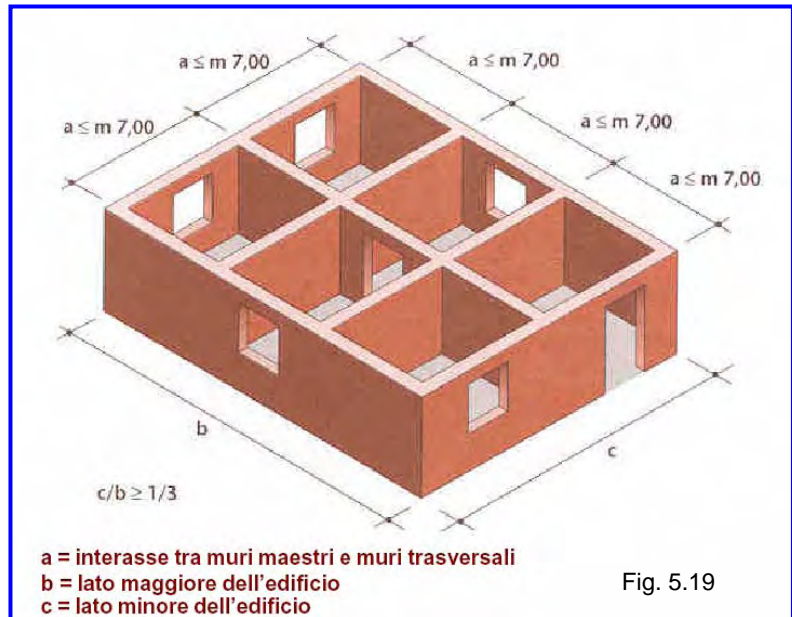 a ≤ m 7,00
a ≤ m 7,00
a ≤ m 7,00
a ≤ m 7,00
a ≤ m 7,00
b
c
c/b ≥ 1/3
a = interasse tra muri maestri e muri trasversali
b = lato maggiore dell'edificio
c = lato minore dell'edificio
Fig. 5.19